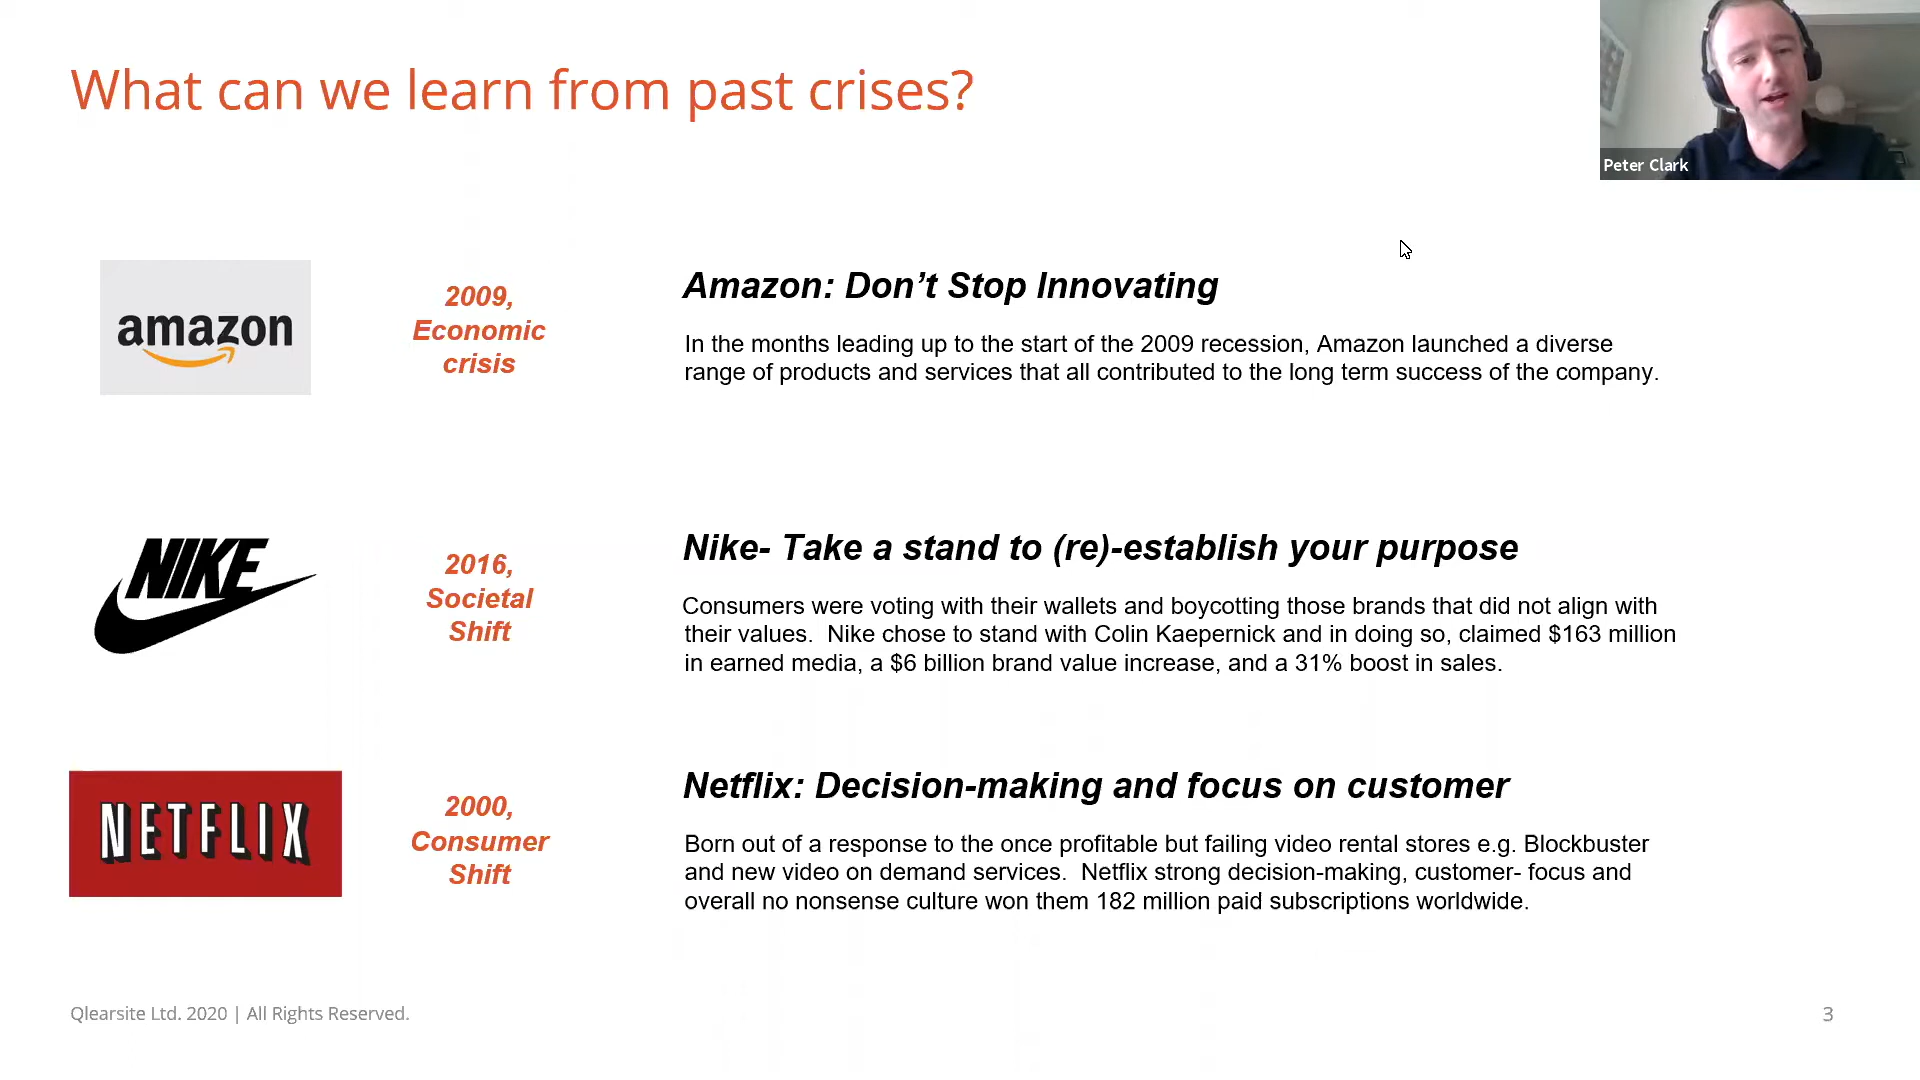 What can we learn from past crises?
Peter Clark
amazon
2009,
Economic
crisis
Amazon: Don’t Stop Innovating
In the months leading up to the start of the 2009 recession, Amazon launched a diverse
range of products and services that all contributed to the long term success of the company.
NIKE
2016,
Societal
Shift
Nike- Take a stand to (re)-establish your purpose
Consumers were voting with their wallets and boycotting those brands that did not align with
their values.  Nike chose to stand with Colin Kaepernick and in doing so, claimed $163 million
in earned media, a $6 billion brand value increase, and a 31% boost in sales.
NETFLIX
2000,
Consumer
Shift
Netflix: Decision-making and focus on customer
Born out of a response to the once profitable but failing video rental stores e.g. Blockbuster
and new video on demand services.  Netflix strong decision-making, customer- focus and
overall no nonsense culture won them 182 million paid subscriptions worldwide.
Qlearsite Ltd. 2020 | All Rights Reserved.
3